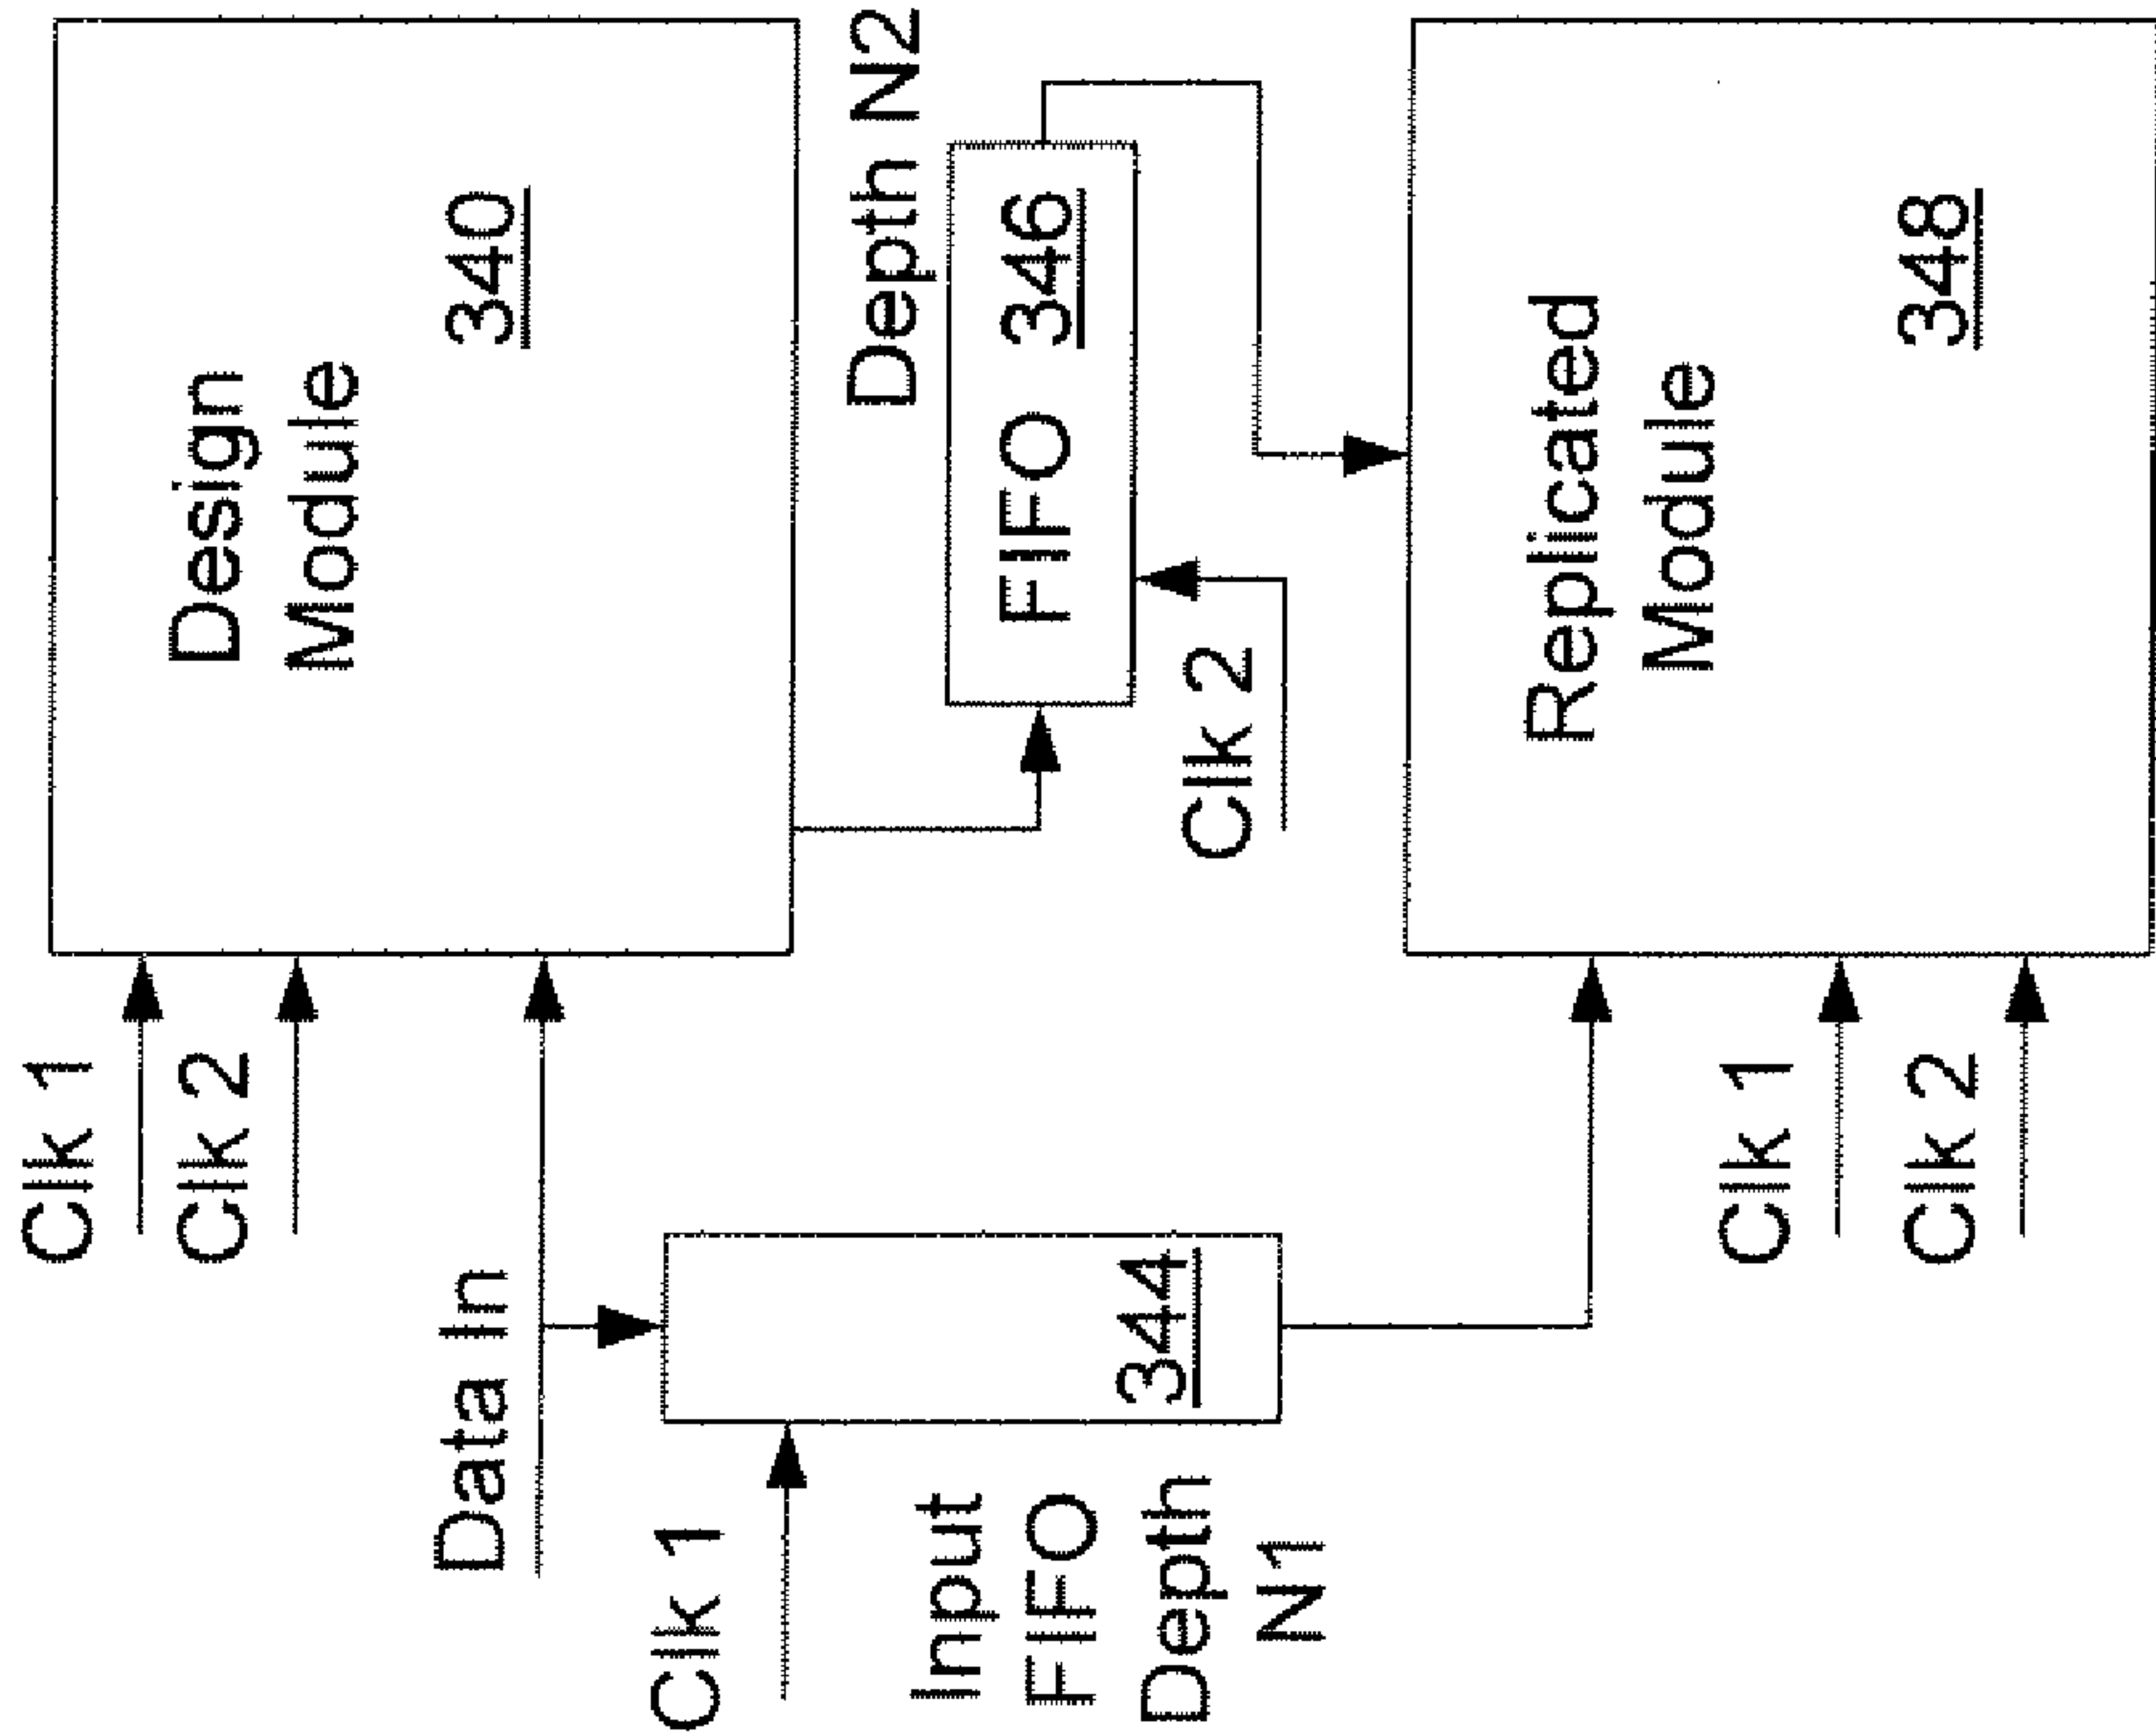 Clk 1
Clk 2
Design
Module
340
Data In
Clk 1
Input
FIFO
Depth
N1
344
Depth N2
FIFO 346
Clk 2
Replicated
Module
348
Clk 1
Clk 2